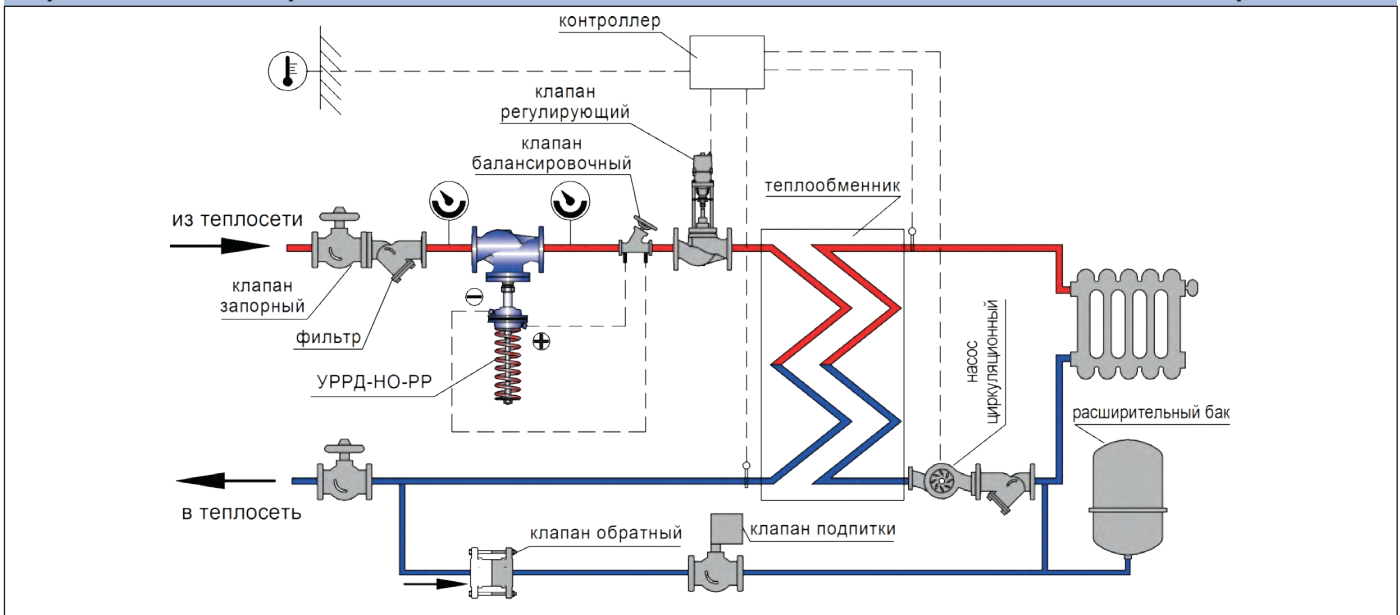 контроллер
клапан
регулирующий
клапан
балансировочный
теплообменник
из теплосети
клапан
запорный
фильтр
УРРД-НО-РР
насос
циркуляционный
расширительный бак
в теплосеть
клапан обратный
клапан подпитки